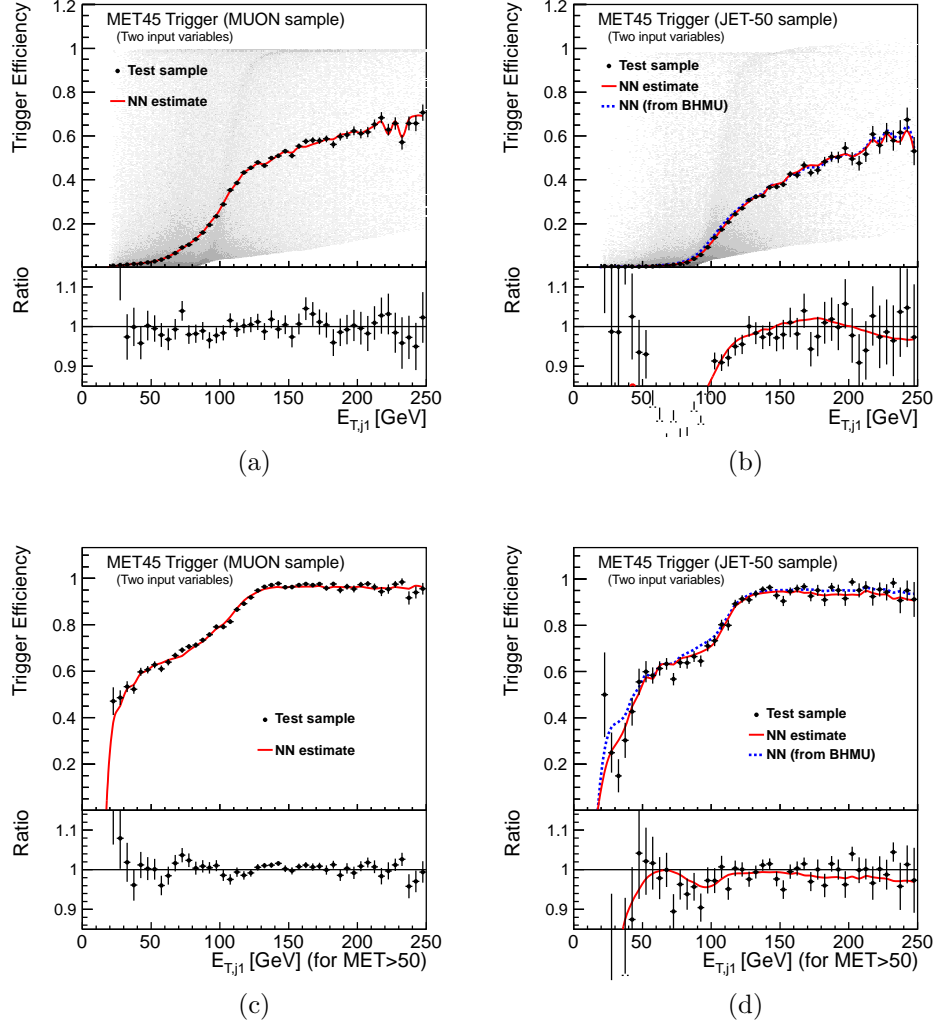 MET45 Trigger (MUON sample)
(Two input variables)
Test sample
NN estimate
Trigger Efficiency
1.2
1
0.8
0.6
0.4
0.2
Ratio
1.1
1
0.9
0 50 100 150 200 250
E_{T,j1} [GeV]
(a)
MET45 Trigger (JET-50 sample)
(Two input variables)
Test sample
NN estimate
NN (from BHMU)
Trigger Efficiency
1.2
1
0.8
0.6
0.4
0.2
Ratio
1.1
1
0.9
0 50 100 150 200 250
E_{T,j1} [GeV]
(b)
MET45 Trigger (MUON sample)
(Two input variables)
Trigger Efficiency
1
0.8
0.6
0.4
0.2
Test sample
NN estimate
Ratio
1.1
1
0.9
0 50 100 150 200 250
E_{T,j1} [GeV] (for MET>50)
(c)
MET45 Trigger (JET-50 sample)
(Two input variables)
Trigger Efficiency
1
0.8
0.6
0.4
0.2
Test sample
NN estimate
NN (from BHMU)
Ratio
1.1
1
0.9
0 50 100 150 200 250
E_{T,j1} [GeV] (for MET>50)
(d)